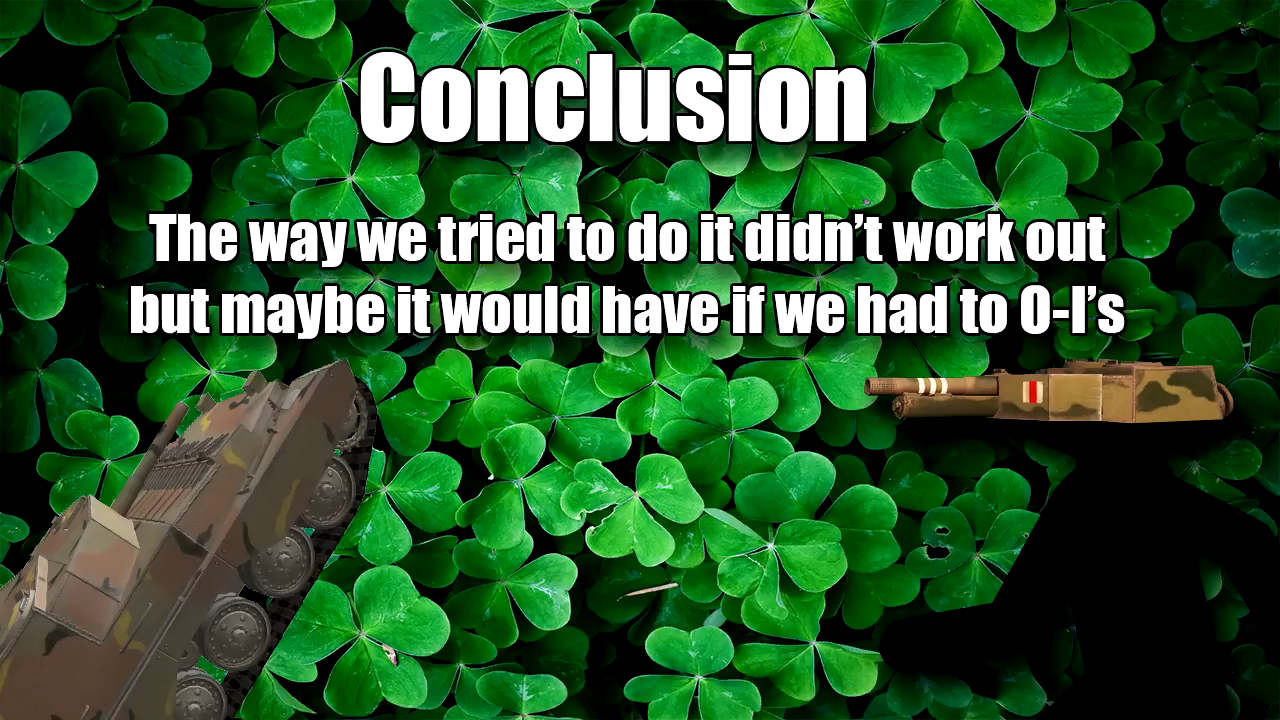 Conclusion
The way we tried to do it didn’t work out
but maybe it would have if we had to O-I’s